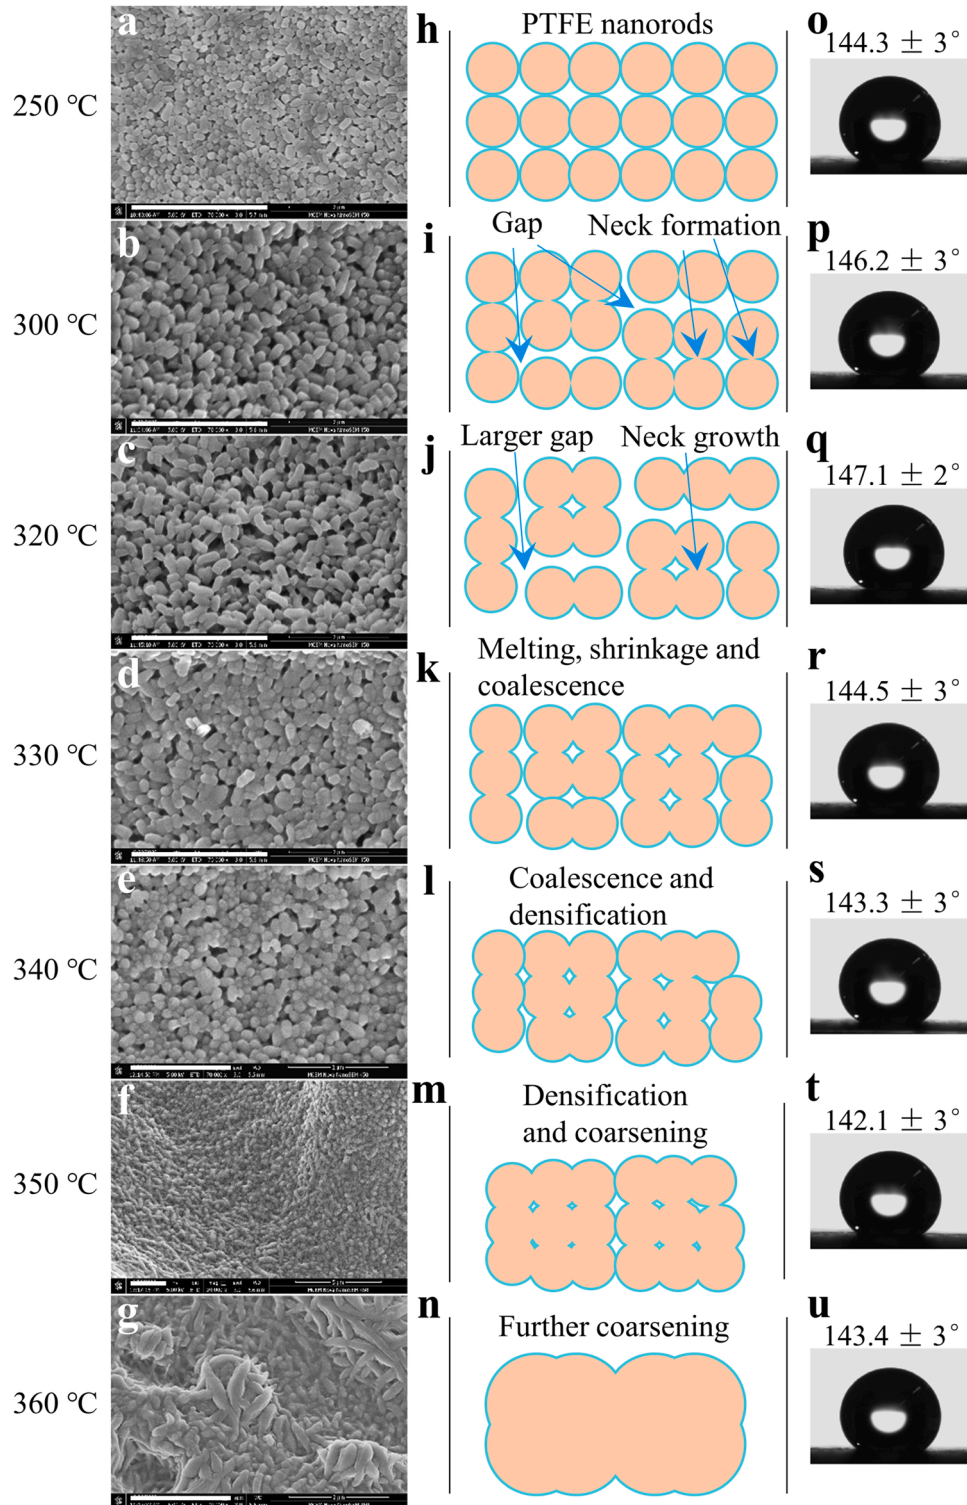 a
h
PTFE nanorods
o
144.3 ± 3°
250 °C
b
i
Gap
Neck formation
p
146.2 ± 3°
300 °C
c
j
Larger gap
Neck growth
q
147.1 ± 2°
320 °C
d
k
Melting, shrinkage and
coalescence
r
144.5 ± 3°
330 °C
e
l
Coalescence and
densification
s
143.3 ± 3°
340 °C
f
m
Densification
and coarsening
t
142.1 ± 3°
350 °C
g
n
Further coarsening
u
143.4 ± 3°
360 °C